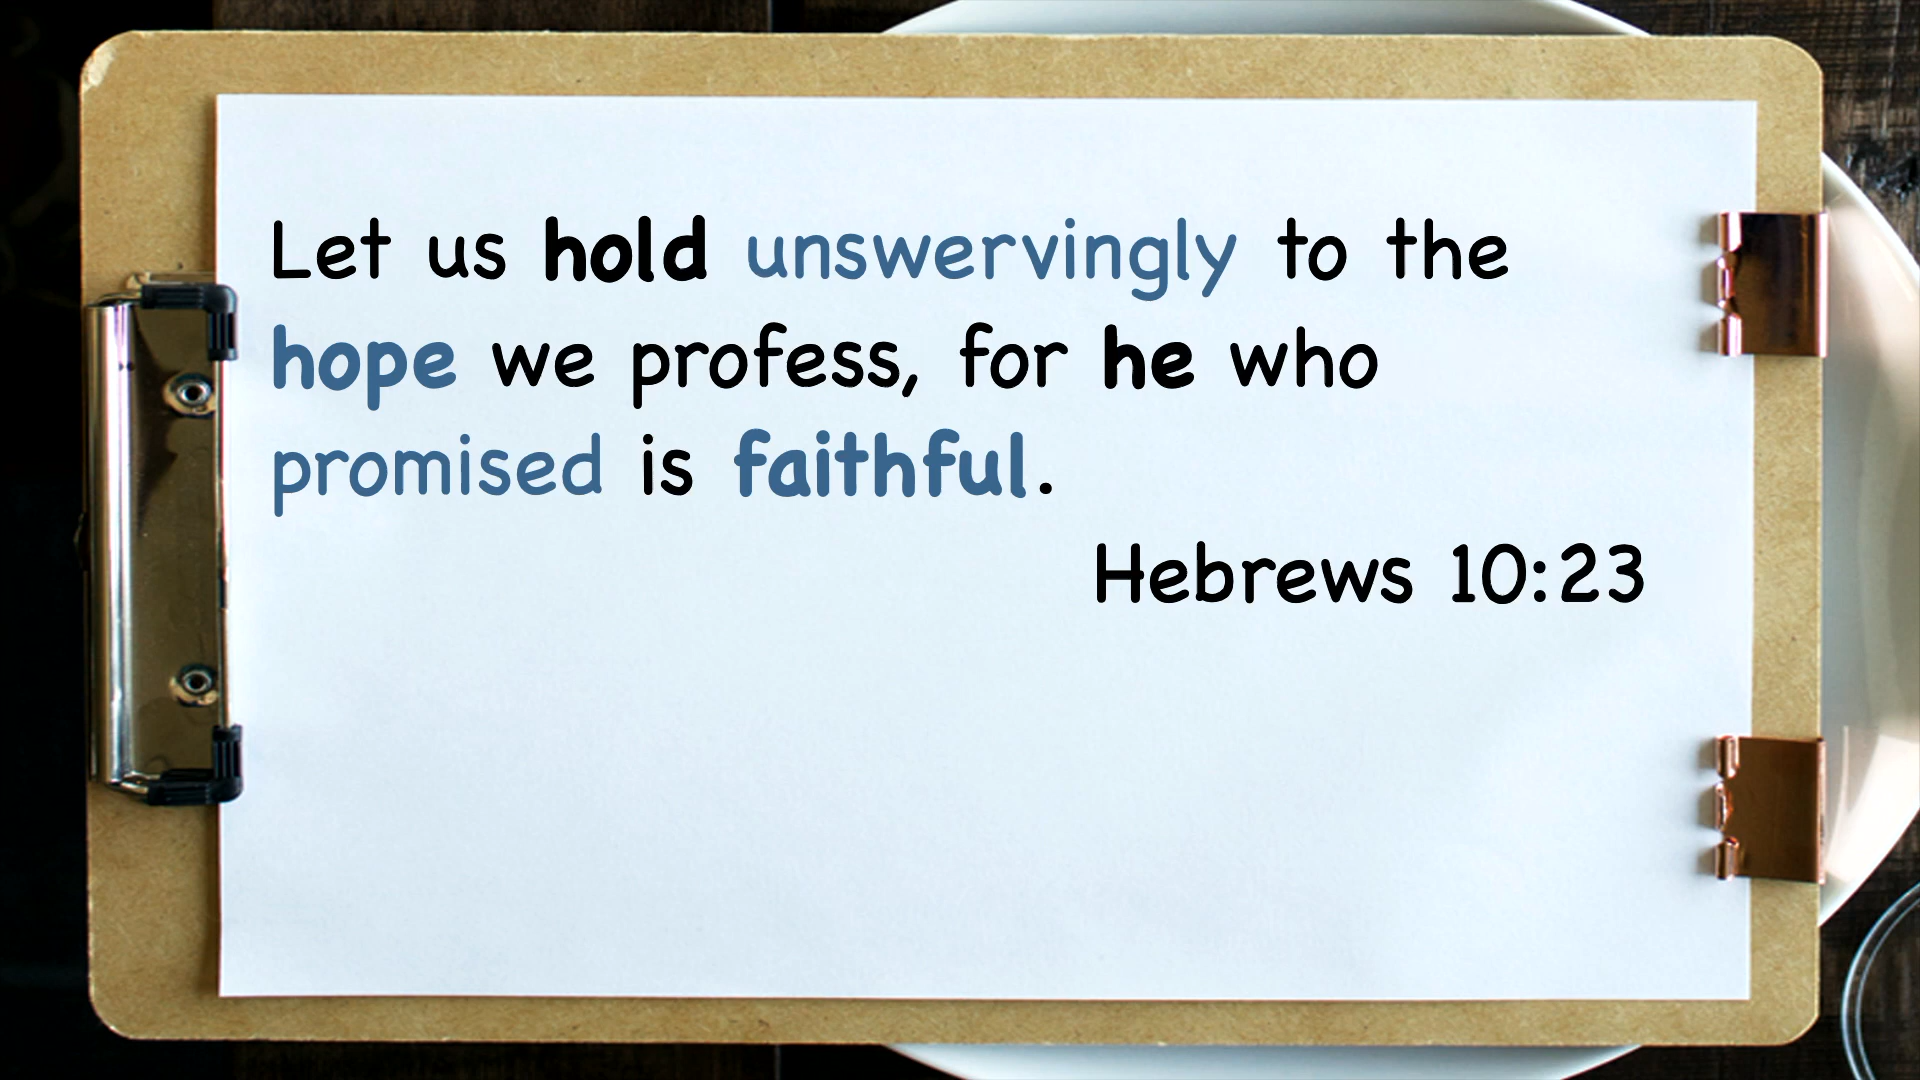 Let us hold unswervingly to the
hope we profess, for he who
promised is faithful.
Hebrews 10:23